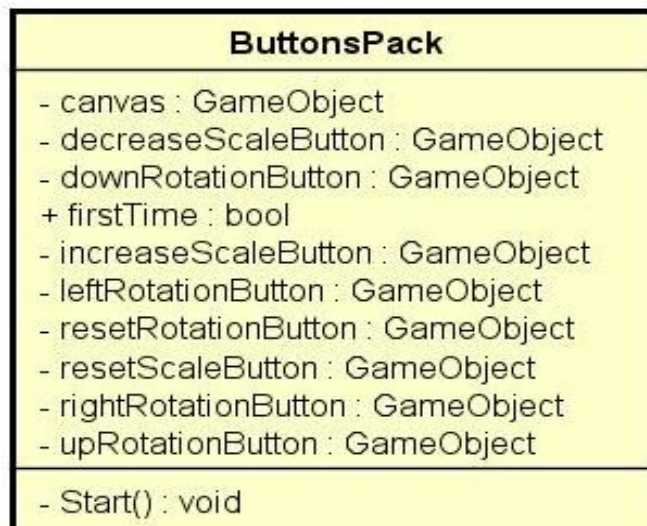 ButtonsPack
- canvas : GameObject
- decreaseScaleButton : GameObject
- downRotationButton : GameObject
+ firstTime : bool
- increaseScaleButton : GameObject
- leftRotationButton : GameObject
- resetRotationButton : GameObject
- resetScaleButton : GameObject
- rightRotationButton : GameObject
- upRotationButton : GameObject
- Start() : void